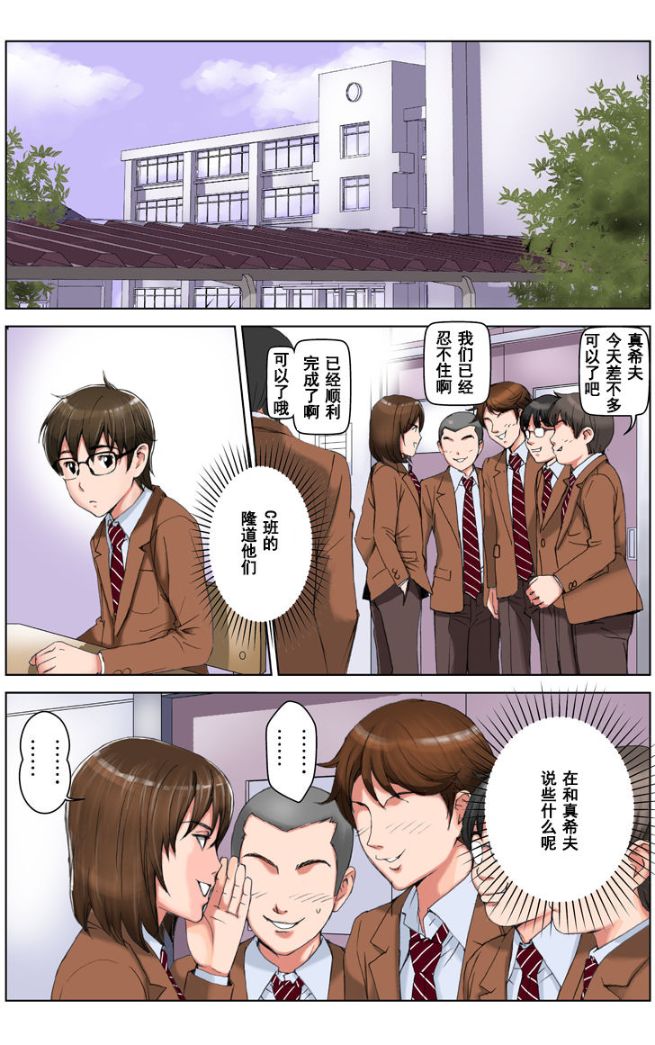 真希夫
今天差不多
可以了吧
我们已经
忍不住啊
已经顺利
完成了啊
可以了哦
C班的
隆道他们
在和真希夫
说些什么呢
………
………